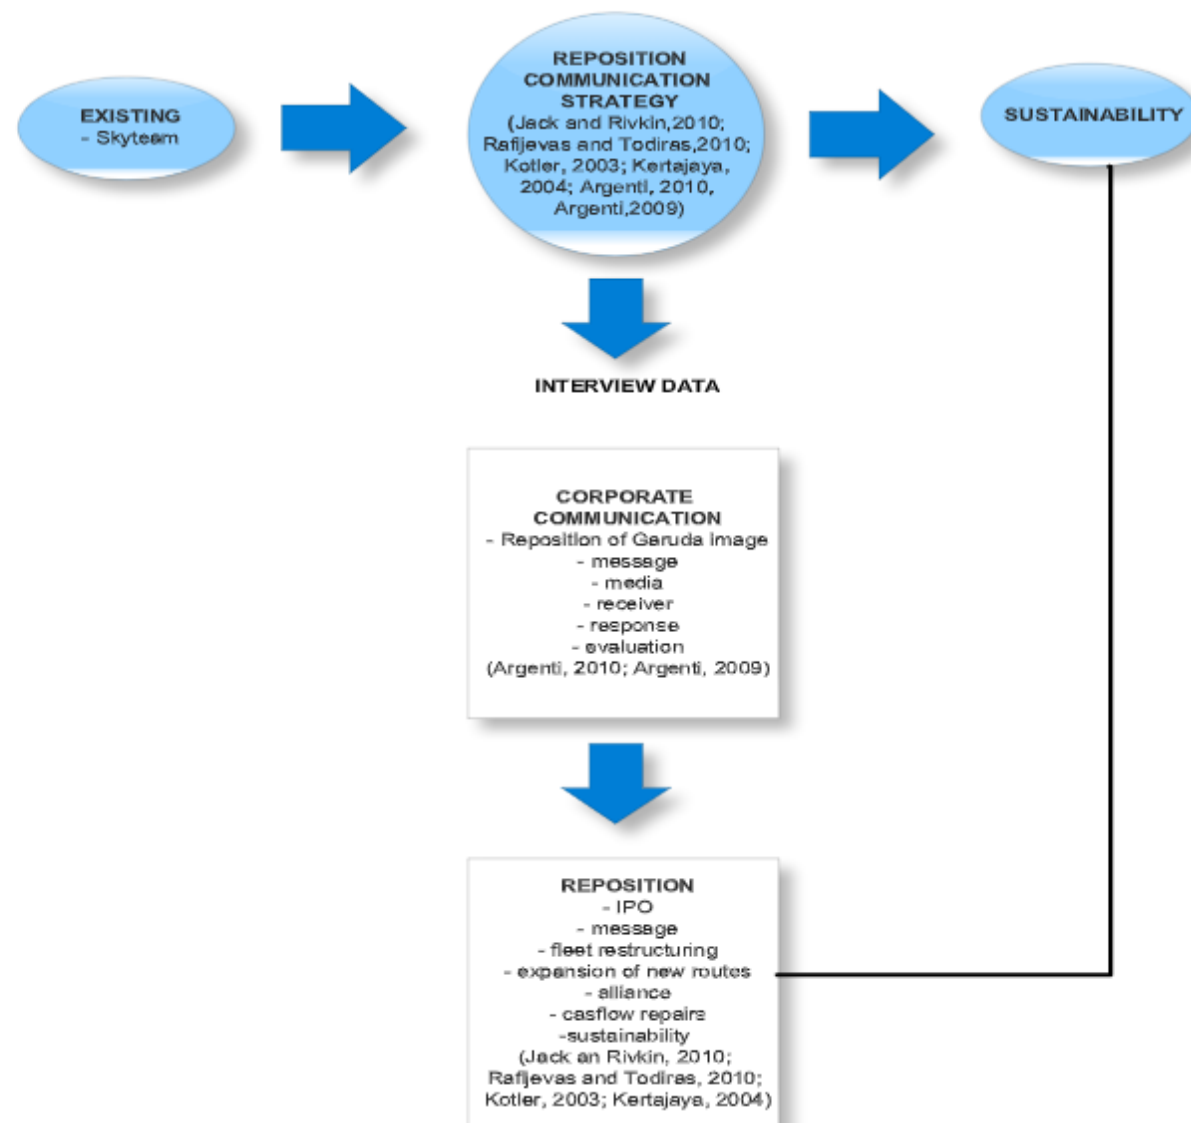 EXISTING
- Skyteam
REPOSITION
COMMUNICATION
STRATEGY
(Jack and Rivkin,2010;
Rafijevas and Todiras,2010;
Kotler, 2003; Kertajaya,
2004; Argenti, 2010,
Argenti,2009)
SUSTAINABILITY
INTERVIEW DATA
CORPORATE
COMMUNICATION
- Reposition of Garuda image
- message
- media
- receiver
- response
- evaluation
(Argenti, 2010; Argenti, 2009)
REPOSITION
- IPO
- message
- fleet restructuring
- expansion of new routes
- alliance
- casflow repairs
-sustainability
(Jack an Rivkin, 2010;
Rafijevas and Todiras, 2010;
Kotler, 2003; Kertajaya, 2004)